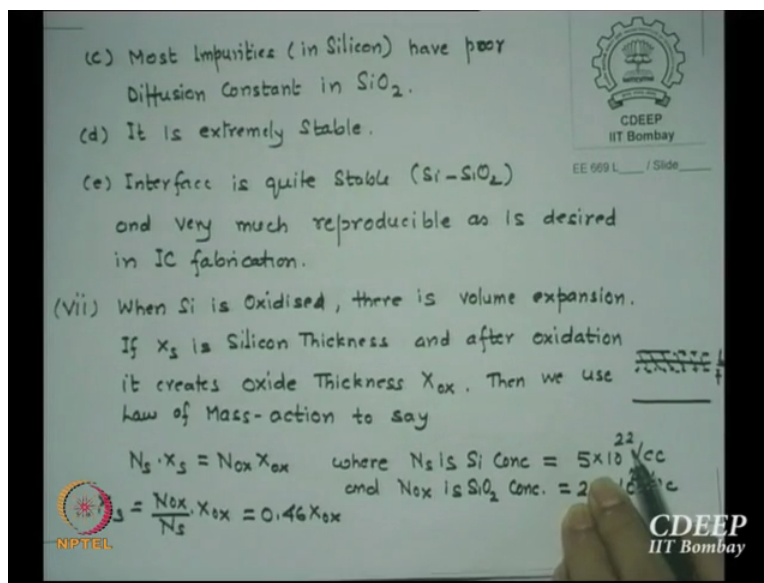 (c) Most Impurities (in Silicon) have poor
Diffusion Constant in SiO₂.
(d) It is extremely Stable.
(e) Interface is quite Stable (Si-SiO₂)
and very much reproducible as is desired
in IC fabrication.
(vii) When Si is Oxidised, there is volume expansion.
If xₛ is Silicon Thickness and after oxidation
it creates oxide Thickness Xox. Then we use
Law of Mass-action to say
Nₛ.xₛ = Nox Xox where Nₛ is Si Conc = 5×10²²/cc
and Nox is SiO₂ Conc. = 2
= Nox/Nₛ . Xox = 0.46 Xox
CDEEP
IIT Bombay
EE 669 L___ / Slide___
NPTEL
CDEEP
IIT Bombay